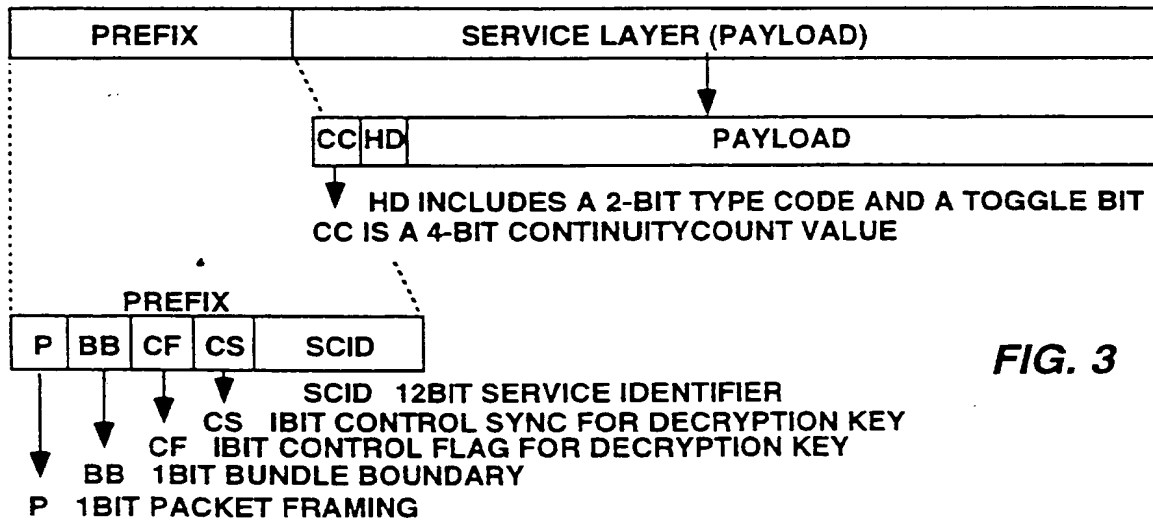 PREFIX SERVICE LAYER (PAYLOAD)
CC HD PAYLOAD
HD INCLUDES A 2-BIT TYPE CODE AND A TOGGLE BIT
CC IS A 4-BIT CONTINUITYCOUNT VALUE
PREFIX
P BB CF CS SCID
FIG. 3
SCID 12BIT SERVICE IDENTIFIER
CS IBIT CONTROL SYNC FOR DECRYPTION KEY
CF IBIT CONTROL FLAG FOR DECRYPTION KEY
BB 1BIT BUNDLE BOUNDARY
P 1BIT PACKET FRAMING